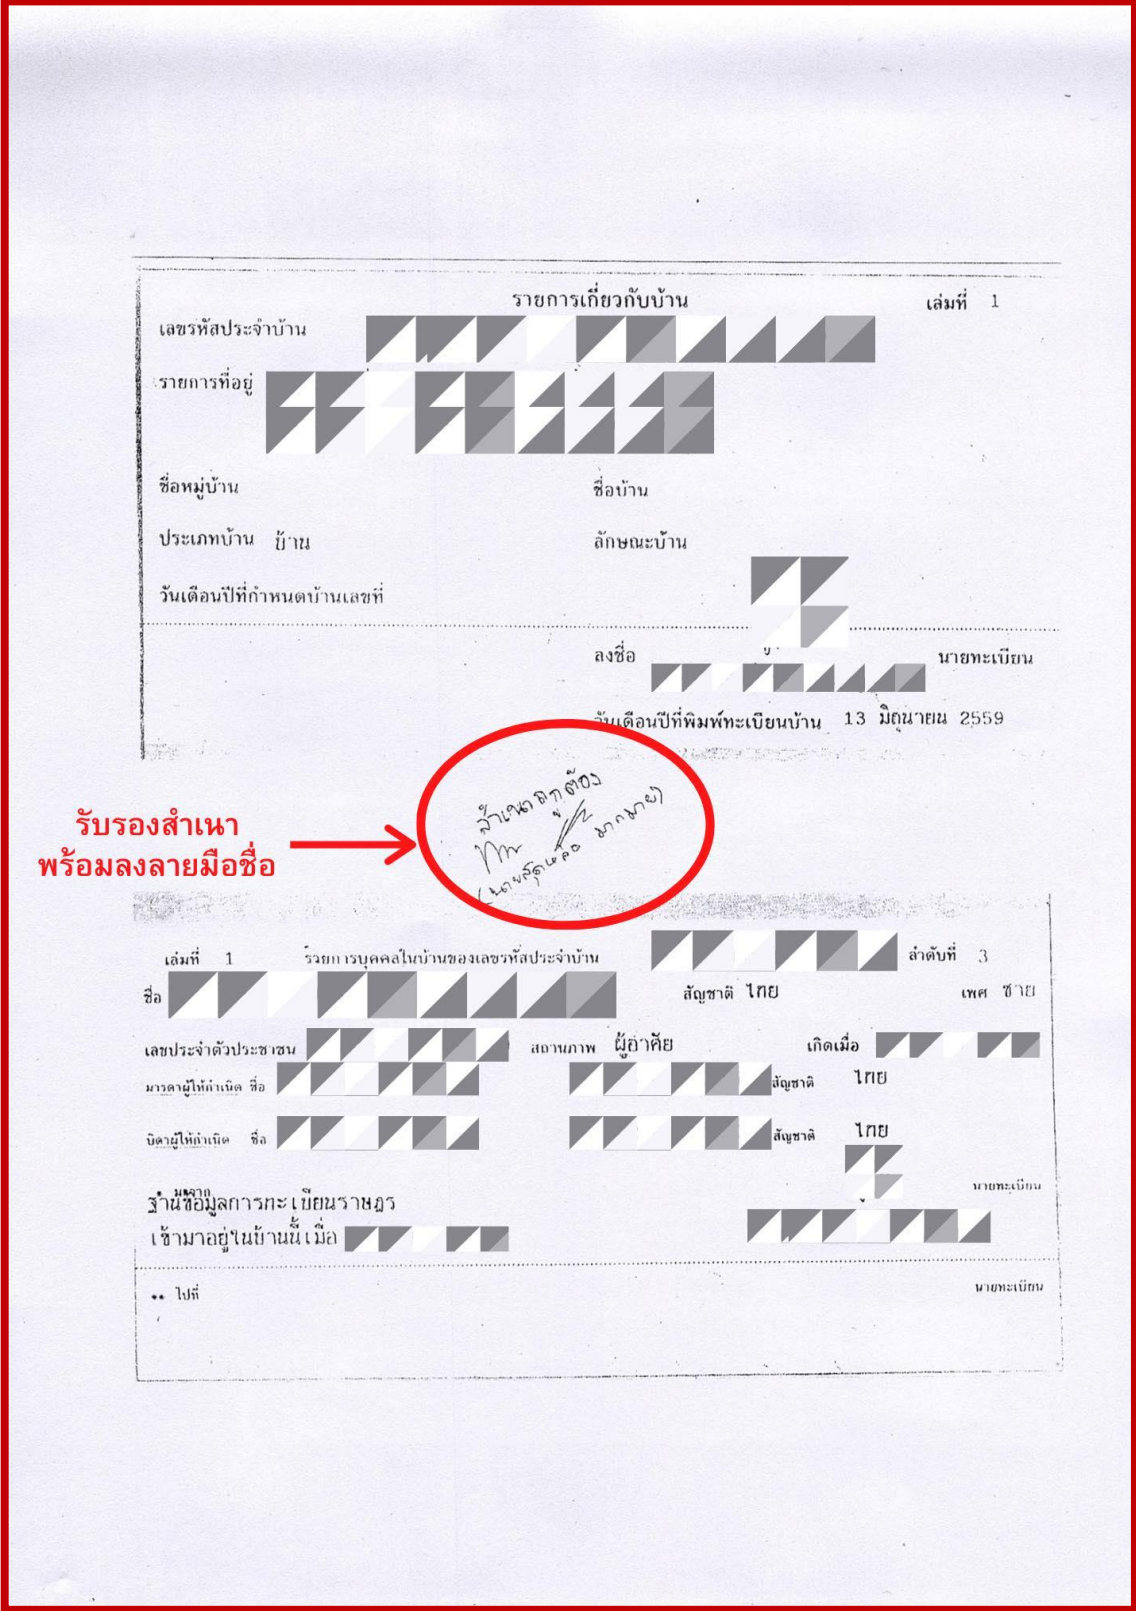 รายการเกี่ยวกับบ้าน เล่มที่ 1
เลขรหัสประจำบ้าน
รายการที่อยู่
ชื่อหมู่บ้าน ชื่อบ้าน
ประเภทบ้าน บ้าน ลักษณะบ้าน
วันเดือนปีที่กำหนดบ้านเลขที่
ลงชื่อ นายทะเบียน
วันเดือนปีที่พิมพ์ทะเบียนบ้าน 13 มิถุนายน 2559
สำเนาถูกต้อง
(นายสุดหล่อ มากมาย)
รับรองสำเนา
พร้อมลงลายมือชื่อ
เล่มที่ 1 รายการบุคคลในบ้านของเลขรหัสประจำบ้าน ลำดับที่ 3
ชื่อ สัญชาติ ไทย เพศ ชาย
เลขประจำตัวประชาชน สถานภาพ ผู้อาศัย เกิดเมื่อ
มารดาผู้ให้กำเนิด ชื่อ สัญชาติ ไทย
บิดาผู้ให้กำเนิด ชื่อ สัญชาติ ไทย
มาจาก
ฐานข้อมูลการทะเบียนราษฎร นายทะเบียน
เข้ามาอยู่ในบ้านนี้เมื่อ
** ไปที่ นายทะเบียน